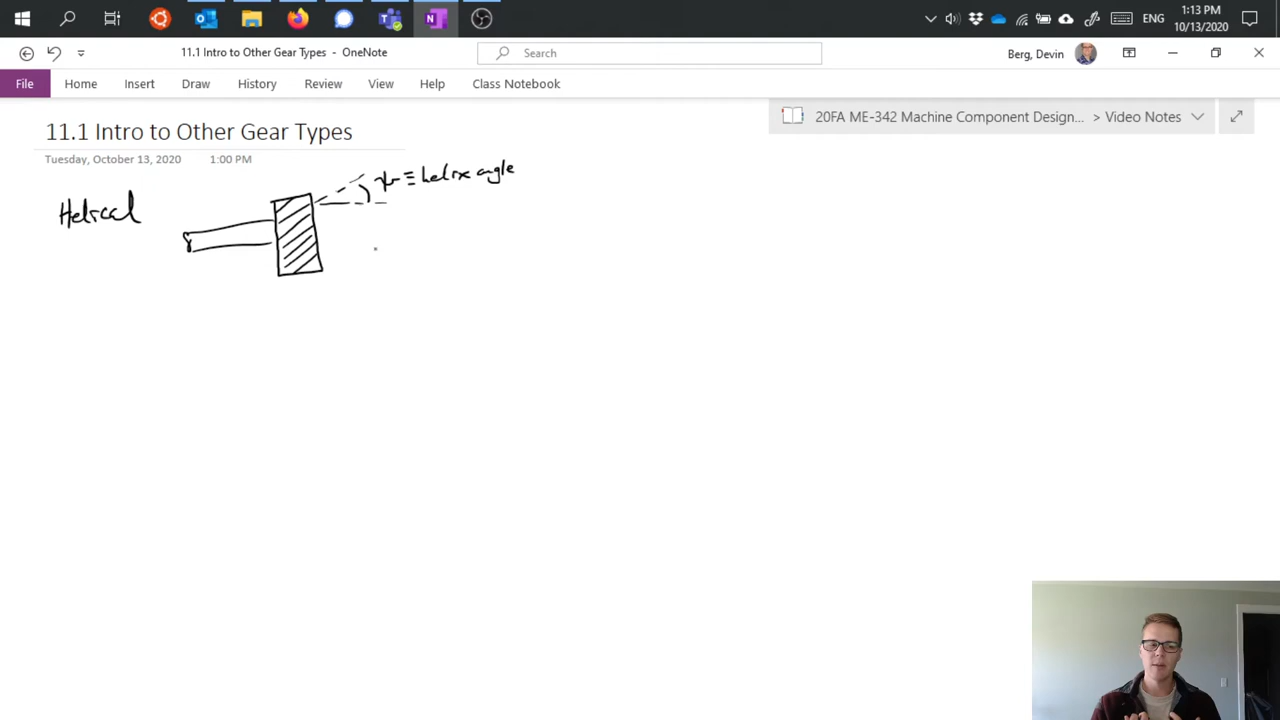 1:13 PM
ENG
10/13/2020
11.1 Intro to Other Gear Types - OneNote
Search
Berg, Devin
File Home Insert Draw History Review View Help Class Notebook
20FA ME-342 Machine Component Design... > Video Notes
11.1 Intro to Other Gear Types
Tuesday, October 13, 2020 1:00 PM
ψ ≡ helix angle
Helical